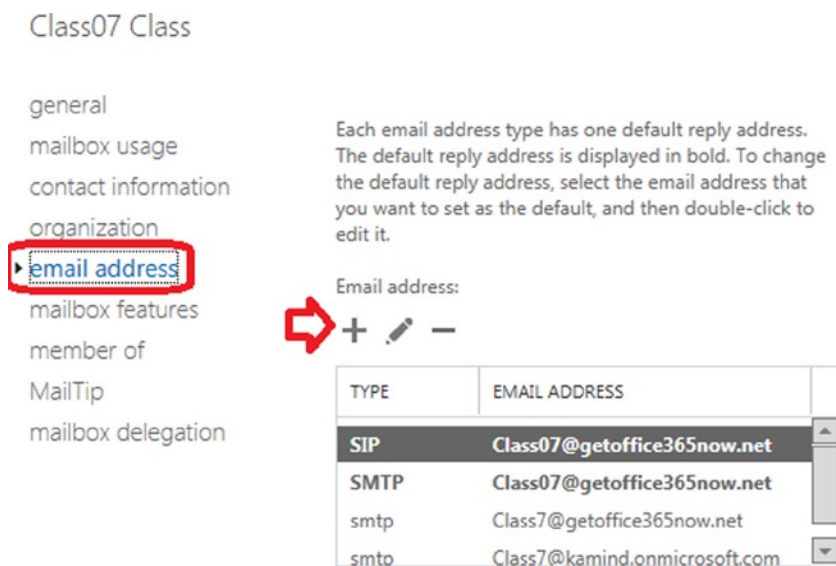 Class07 Class
general
mailbox usage
contact information
organization
email address
mailbox features
member of
MailTip
mailbox delegation
Each email address type has one default reply address.
The default reply address is displayed in bold. To change
the default reply address, select the email address that
you want to set as the default, and then double-click to
edit it.
Email address:
TYPE EMAIL ADDRESS
SIP Class07@getoffice365now.net
SMTP Class07@getoffice365now.net
smtp Class7@getoffice365now.net
smtp Class7@kamind.onmicrosoft.com